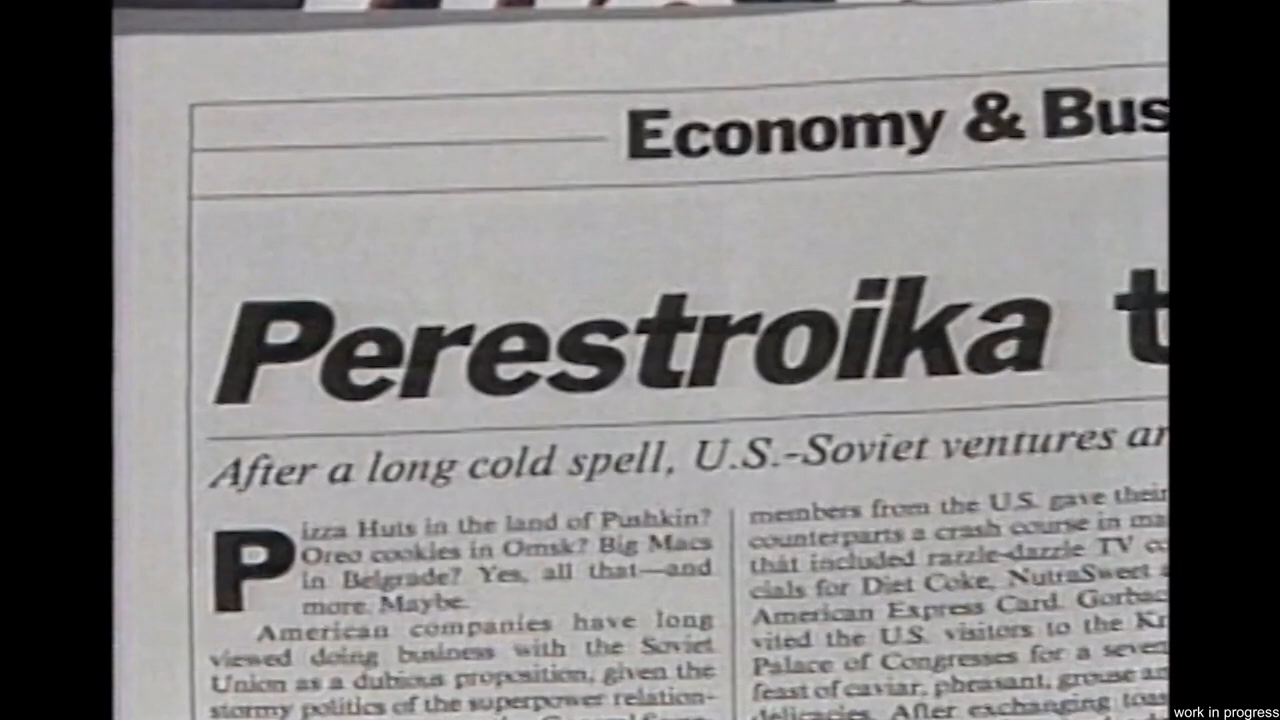 Economy & Bus
Perestroika t
After a long cold spell, U.S.-Soviet ventures ar
Pizza Huts in the land of Pushkin?
Oreo cookies in Omsk? Big Macs
in Belgrade? Yes, all that—and
more. Maybe.
American companies have long
viewed doing business with the Soviet
Union as a dubious proposition, given the
stormy politics of the superpower relation-
members from the U.S. gave their
counterparts a crash course in ma
that included razzle-dazzle TV co
cials for Diet Coke, NutraSweet a
American Express Card. Gorbac
vited the U.S. visitors to the Kr
Palace of Congresses for a seven
feast of caviar, pheasant, grouse an
delicacies. After exchanging toas
work in progress